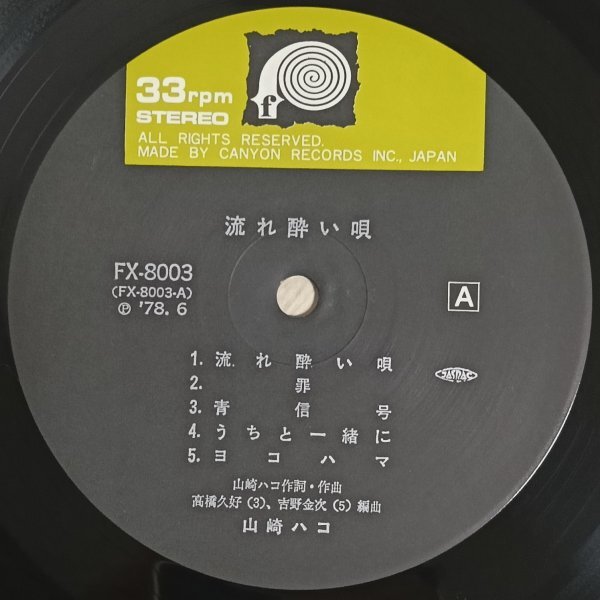 f
33rpm
STEREO
ALL RIGHTS RESERVED.
MADE BY CANYON RECORDS INC., JAPAN
流れ酔い唄
FX-8003
(FX-8003-A)
Ⓟ '78. 6
A
1. 流れ酔い唄
2. 罪
3. 青信号
4. うちと一緒に
5. ヨコハマ
JASRAC
山崎ハコ作詞・作曲
高橋久好(3)、吉野金次(5)編曲
山崎ハコ